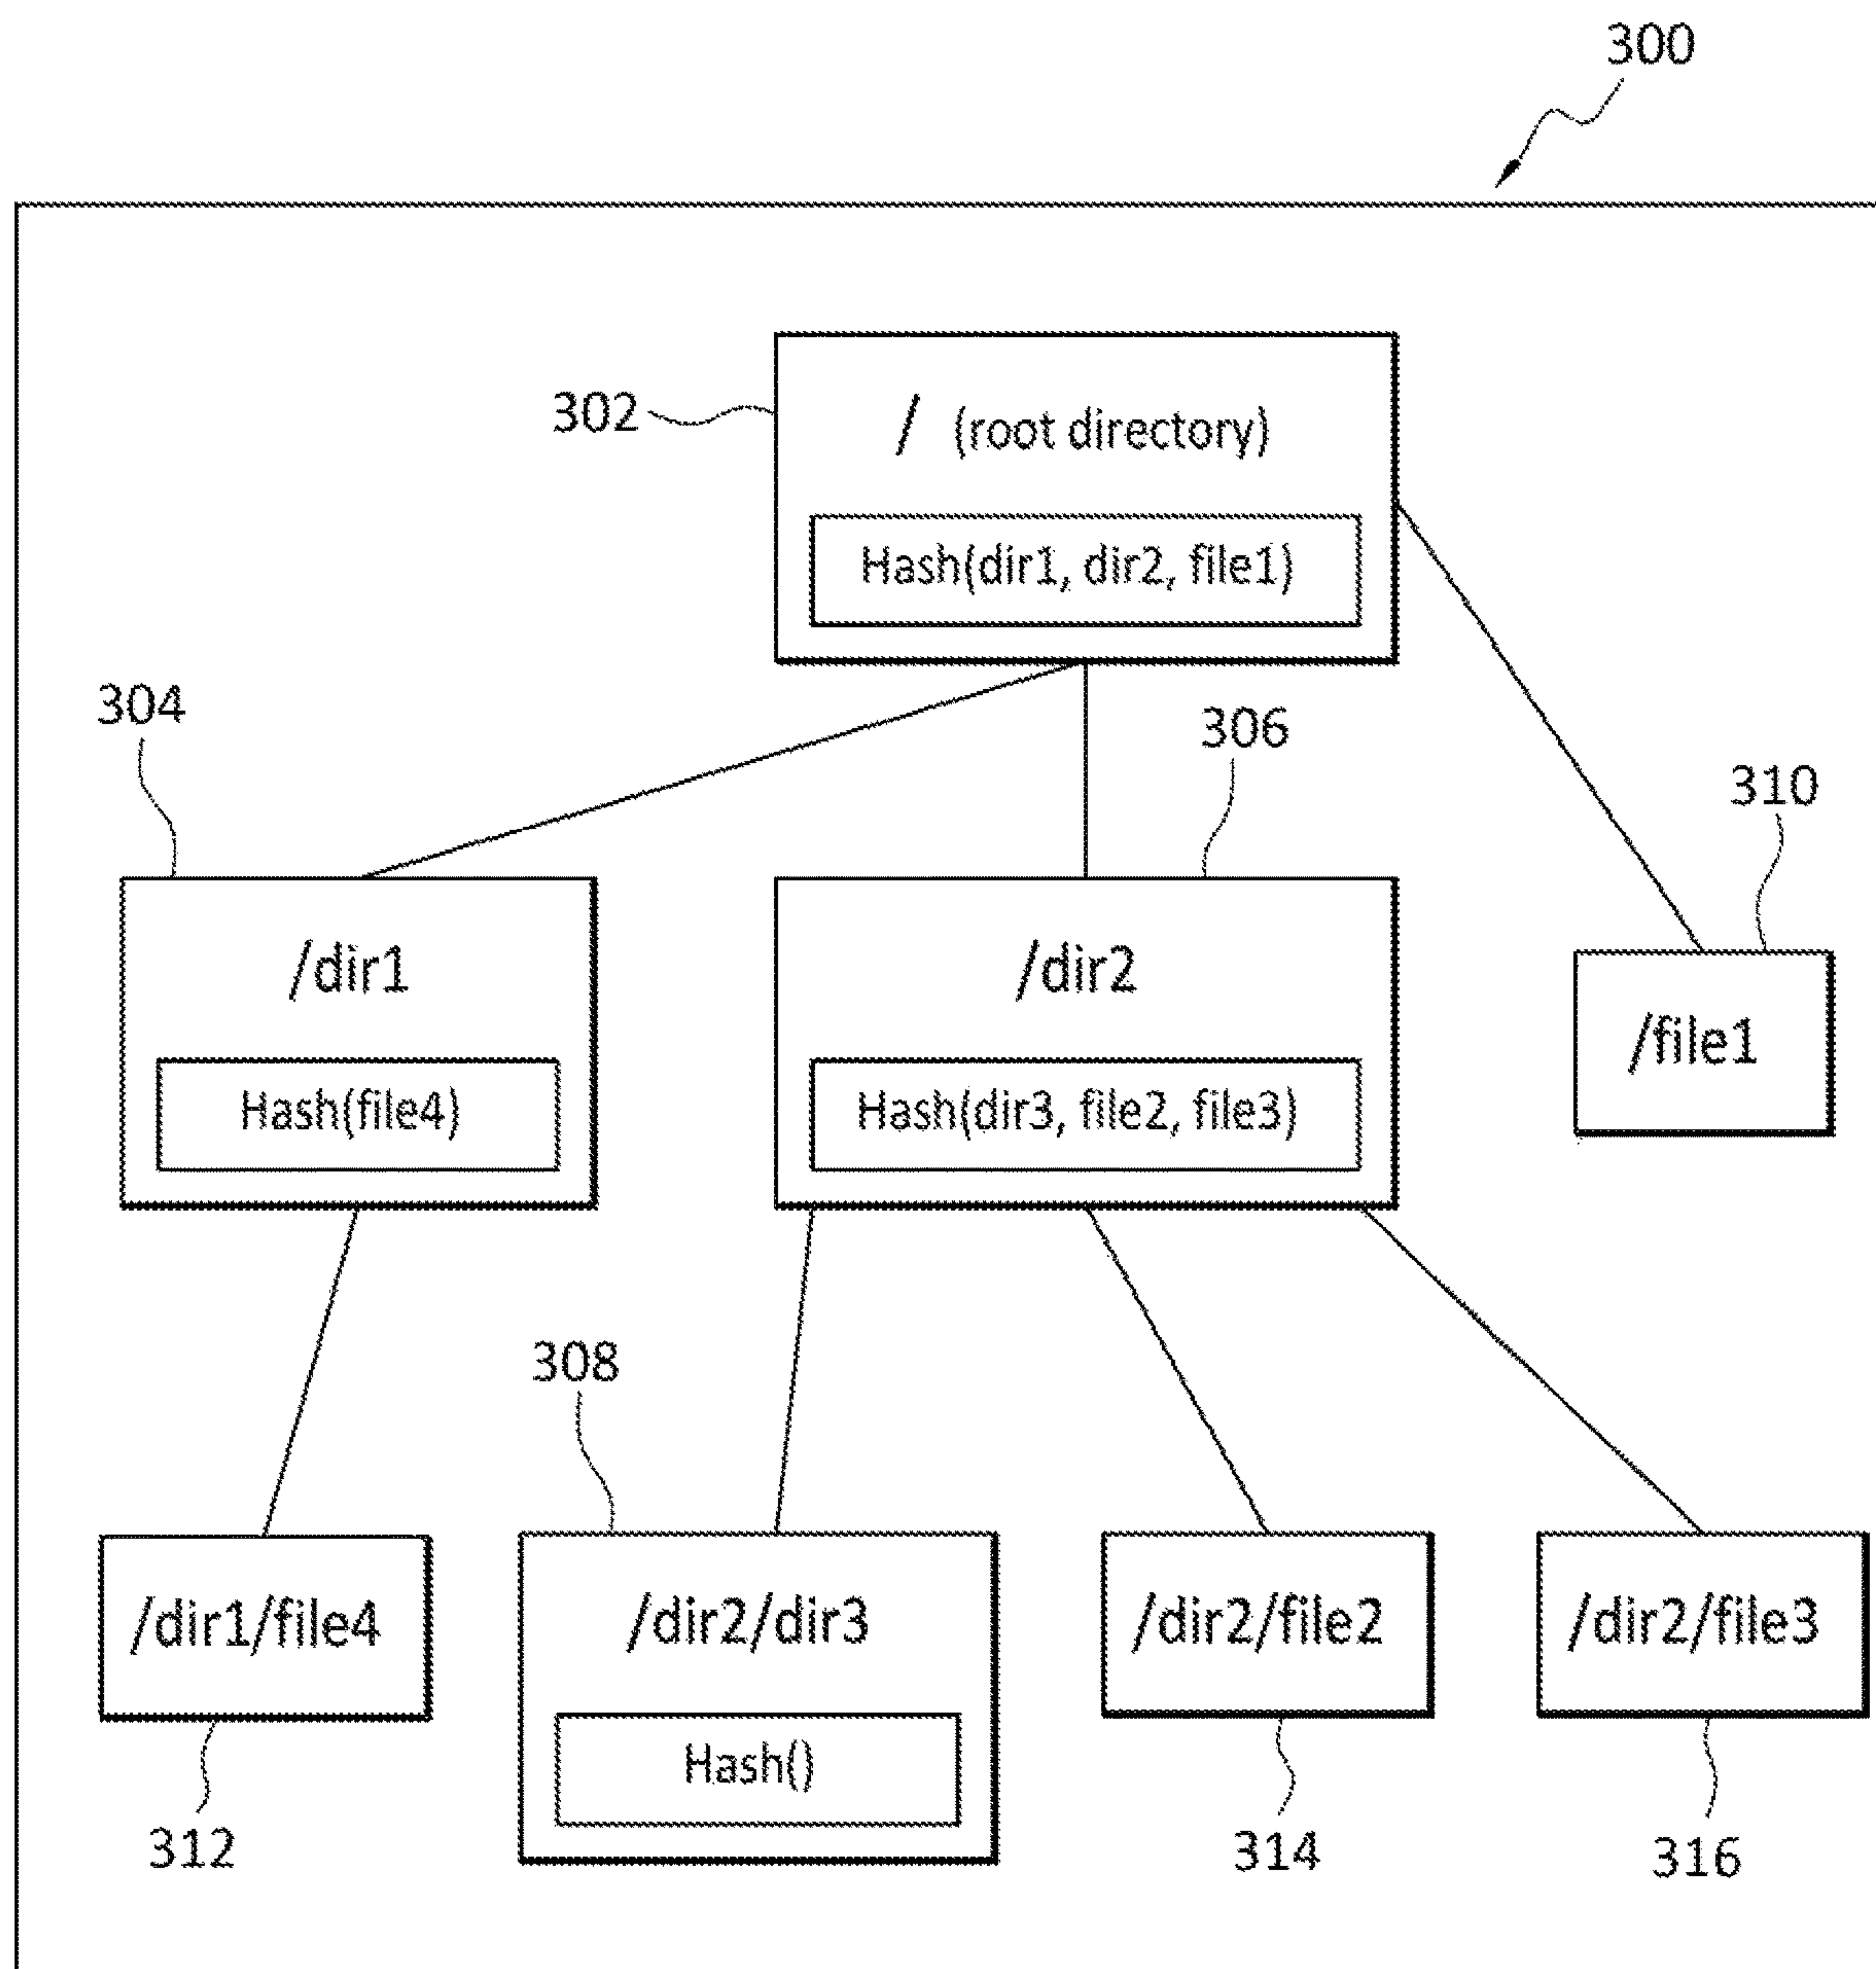 300
302
/ (root directory)
Hash(dir1, dir2, file1)
304
306
310
/dir1
Hash(file4)
/dir2
Hash(dir3, file2, file3)
/file1
308
/dir1/file4
/dir2/dir3
Hash()
/dir2/file2
/dir2/file3
312
314
316